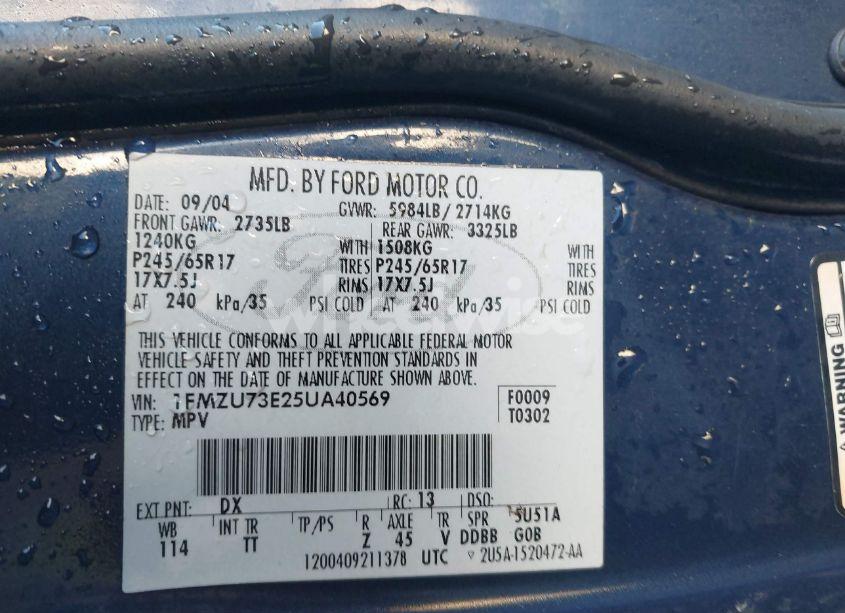 MFD. BY FORD MOTOR CO.
DATE: 09/04 GVWR: 5984LB/ 2714KG
FRONT GAWR: 2735LB REAR GAWR: 3325LB
1240KG WITH 1508KG WITH
P245/65R17 TIRES P245/65R17 TIRES
17X7.5J RIMS 17X7.5J RIMS
AT 240 kPa/35 PSI COLD AT 240 kPa/35 PSI COLD
THIS VEHICLE CONFORMS TO ALL APPLICABLE FEDERAL MOTOR
VEHICLE SAFETY AND THEFT PREVENTION STANDARDS IN
EFFECT ON THE DATE OF MANUFACTURE SHOWN ABOVE.
VIN: 1FMZU73E25UA40569 F0009
TYPE: MPV T0302
EXT PNT: DX RC: 13 DSO:
WB INT TR TP/PS R AXLE TR SPR 5U51A
114 TT Z 45 V DDBB GOB
1200409211378 UTC ▽ 2U5A-1520472-AA
WARNING
wheelwise